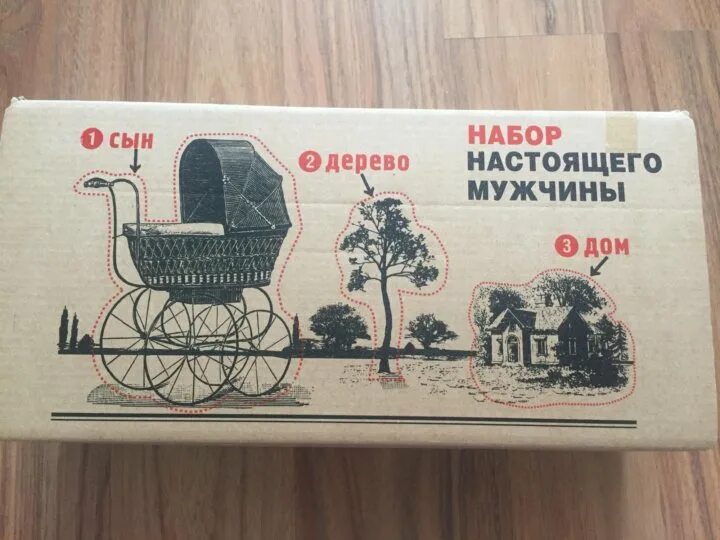 1 сын
2 дерево
НАБОР
НАСТОЯЩЕГО
МУЖЧИНЫ
3 дом